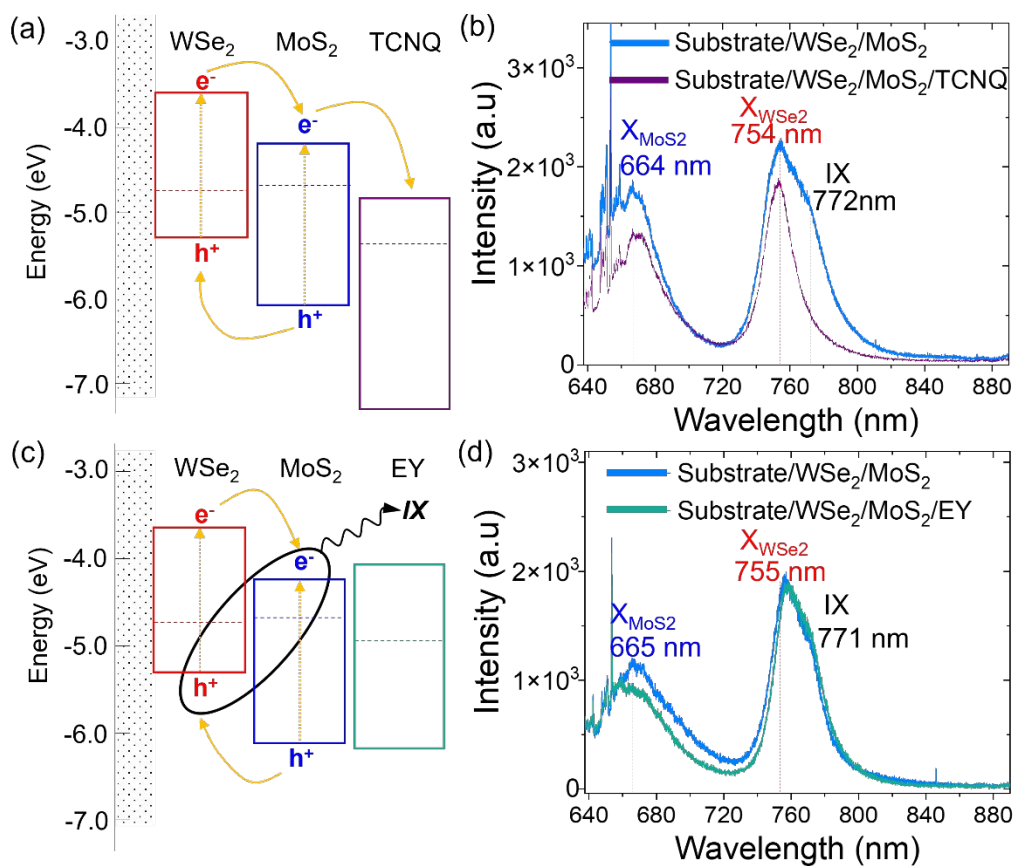 (a)
WSe₂ MoS₂ TCNQ
Energy (eV)
-3.0
-4.0
-5.0
-6.0
-7.0
e⁻
e⁻
h⁺
h⁺
(b)
Substrate/WSe₂/MoS₂
Substrate/WSe₂/MoS₂/TCNQ
Intensity (a.u)
3×10³
2×10³
1×10³
0
X_MoS2
664 nm
X_WSe2
754 nm
IX
772nm
640 680 720 760 800 840 880
Wavelength (nm)
(c)
WSe₂ MoS₂ EY
Energy (eV)
-3.0
-4.0
-5.0
-6.0
-7.0
e⁻
e⁻
IX
h⁺
h⁺
(d)
Substrate/WSe₂/MoS₂
Substrate/WSe₂/MoS₂/EY
Intensity (a.u)
3×10³
2×10³
1×10³
0
X_MoS2
665 nm
X_WSe2
755 nm
IX
771 nm
640 680 720 760 800 840 880
Wavelength (nm)